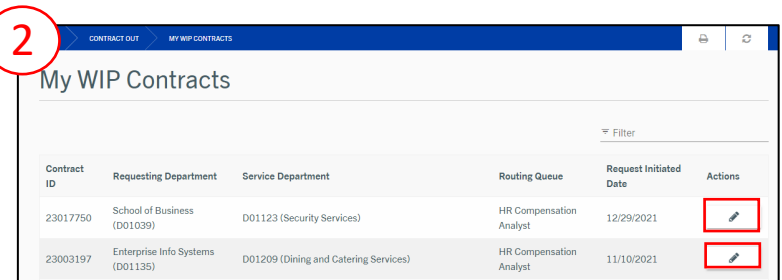 2
CONTRACT OUT MY WIP CONTRACTS
My WIP Contracts
Filter
Contract ID Requesting Department Service Department Routing Queue Request Initiated Date Actions
23017750 School of Business (D01039) D01123 (Security Services) HR Compensation Analyst 12/29/2021
23003197 Enterprise Info Systems (D01135) D01209 (Dining and Catering Services) HR Compensation Analyst 11/10/2021